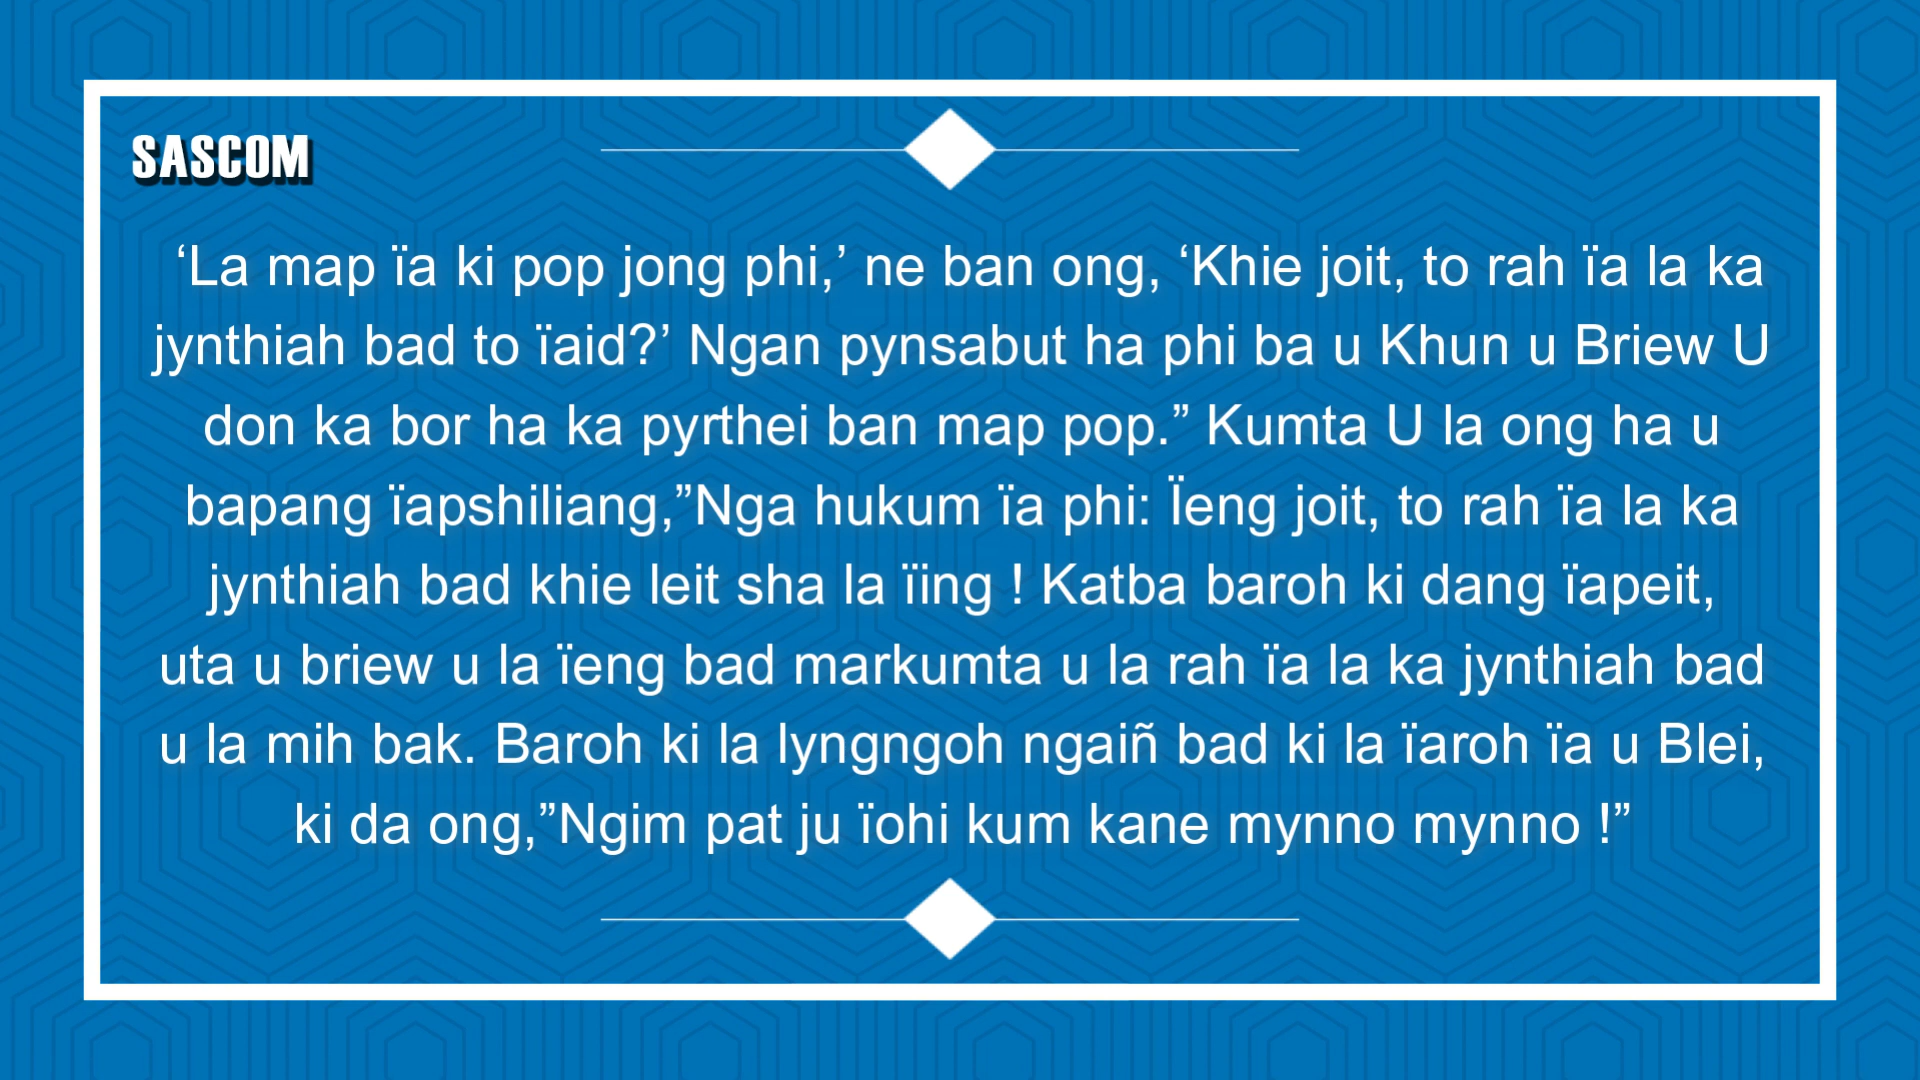 SASCOM
‘La map ïa ki pop jong phi,’ ne ban ong, ‘Khie joit, to rah ïa la ka
jynthiah bad to ïaid?’ Ngan pynsabut ha phi ba u Khun u Briew U
don ka bor ha ka pyrthei ban map pop.” Kumta U la ong ha u
bapang ïapshiliang,”Nga hukum ïa phi: Ïeng joit, to rah ïa la ka
jynthiah bad khie leit sha la ïing ! Katba baroh ki dang ïapeit,
uta u briew u la ïeng bad markumta u la rah ïa la ka jynthiah bad
u la mih bak. Baroh ki la lyngngoh ngaiñ bad ki la ïaroh ïa u Blei,
ki da ong,”Ngim pat ju ïohi kum kane mynno mynno !”